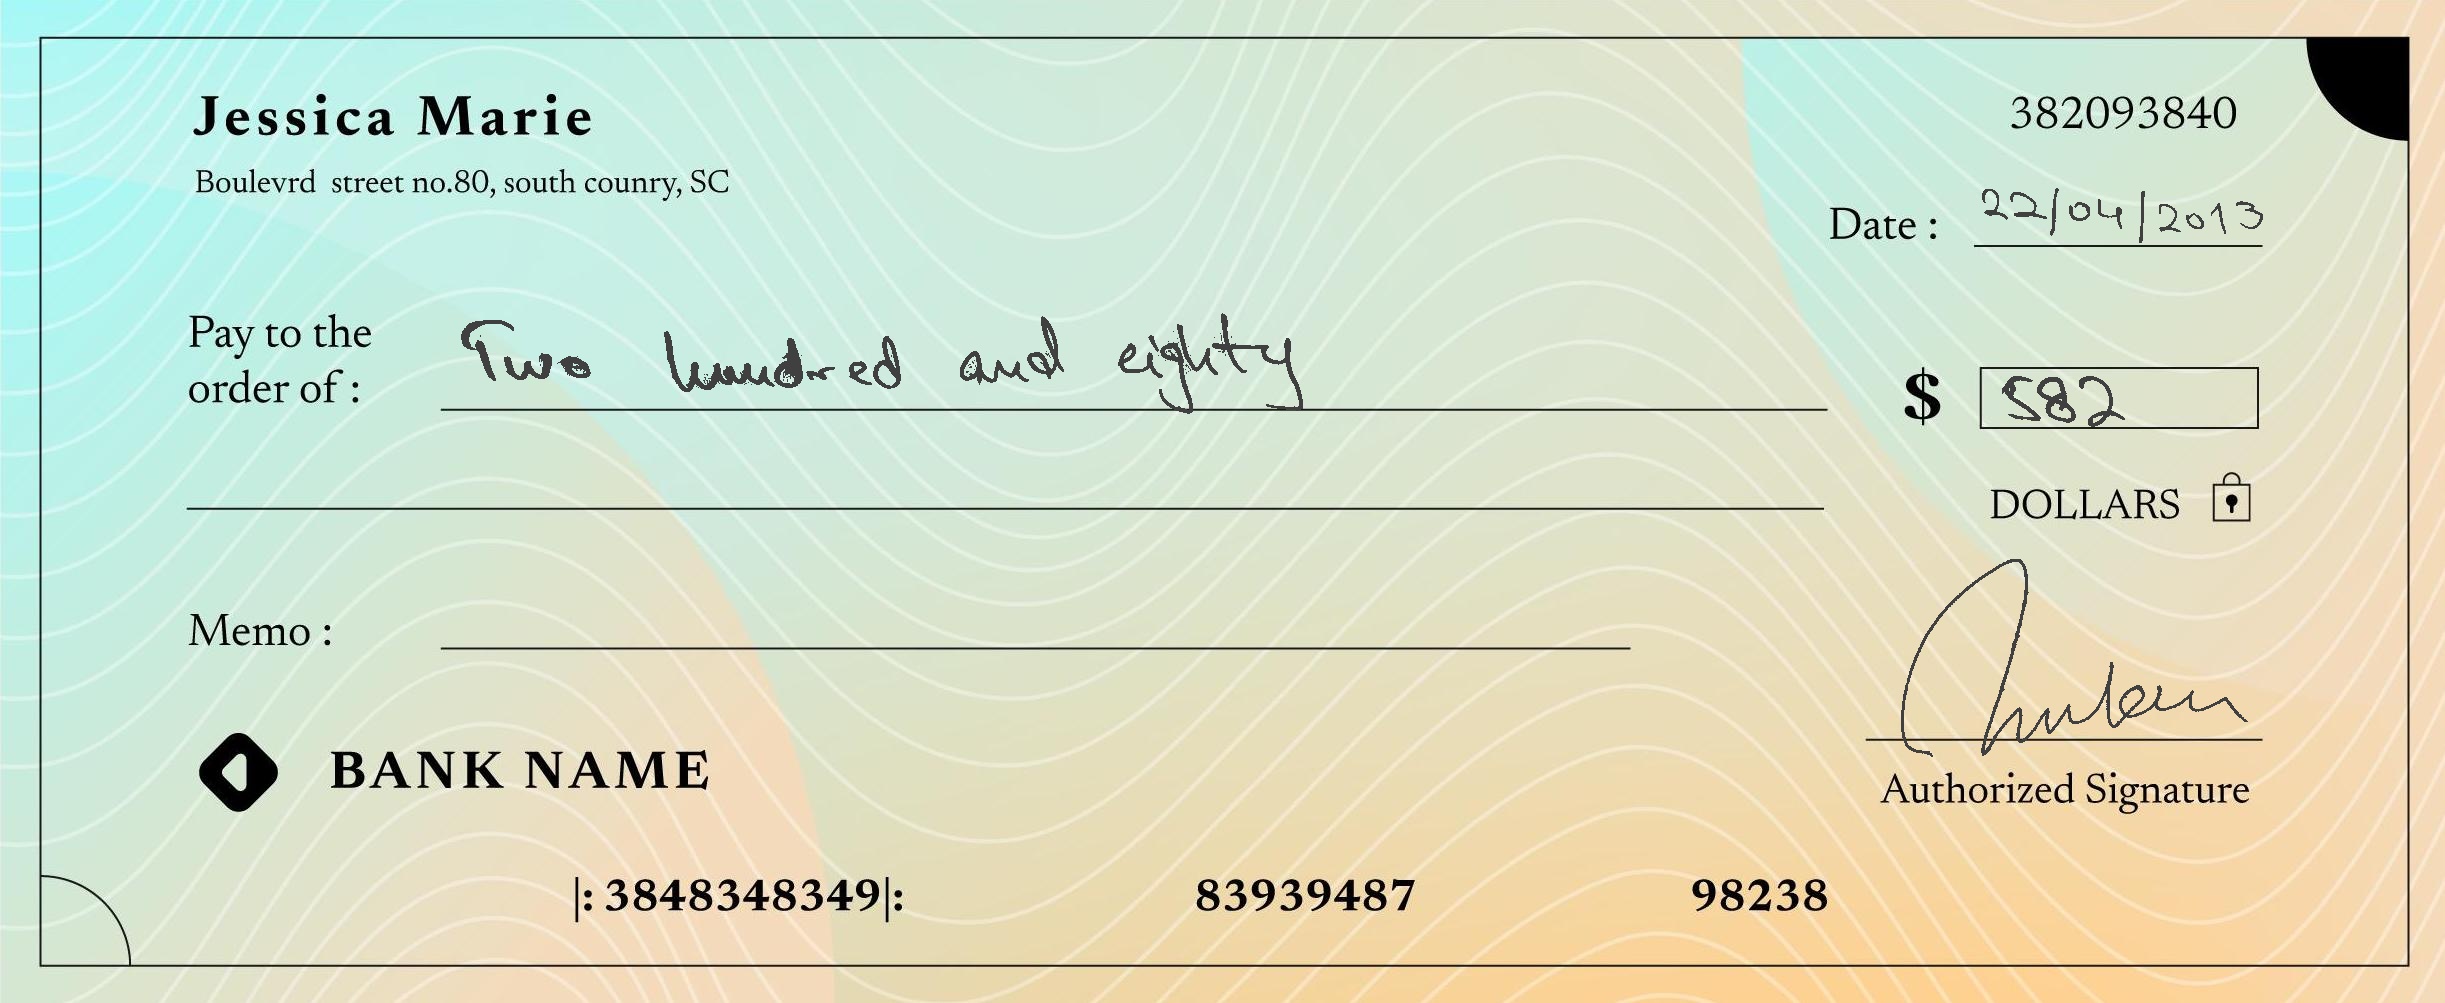 Jessica Marie
382093840
Boulevrd street no.80, south counry, SC
Date : 22/04/2013
Pay to the
order of : Two hundred and eighty
$ 582
DOLLARS
Memo :
BANK NAME
Authorized Signature
|: 3848348349|: 83939487 98238